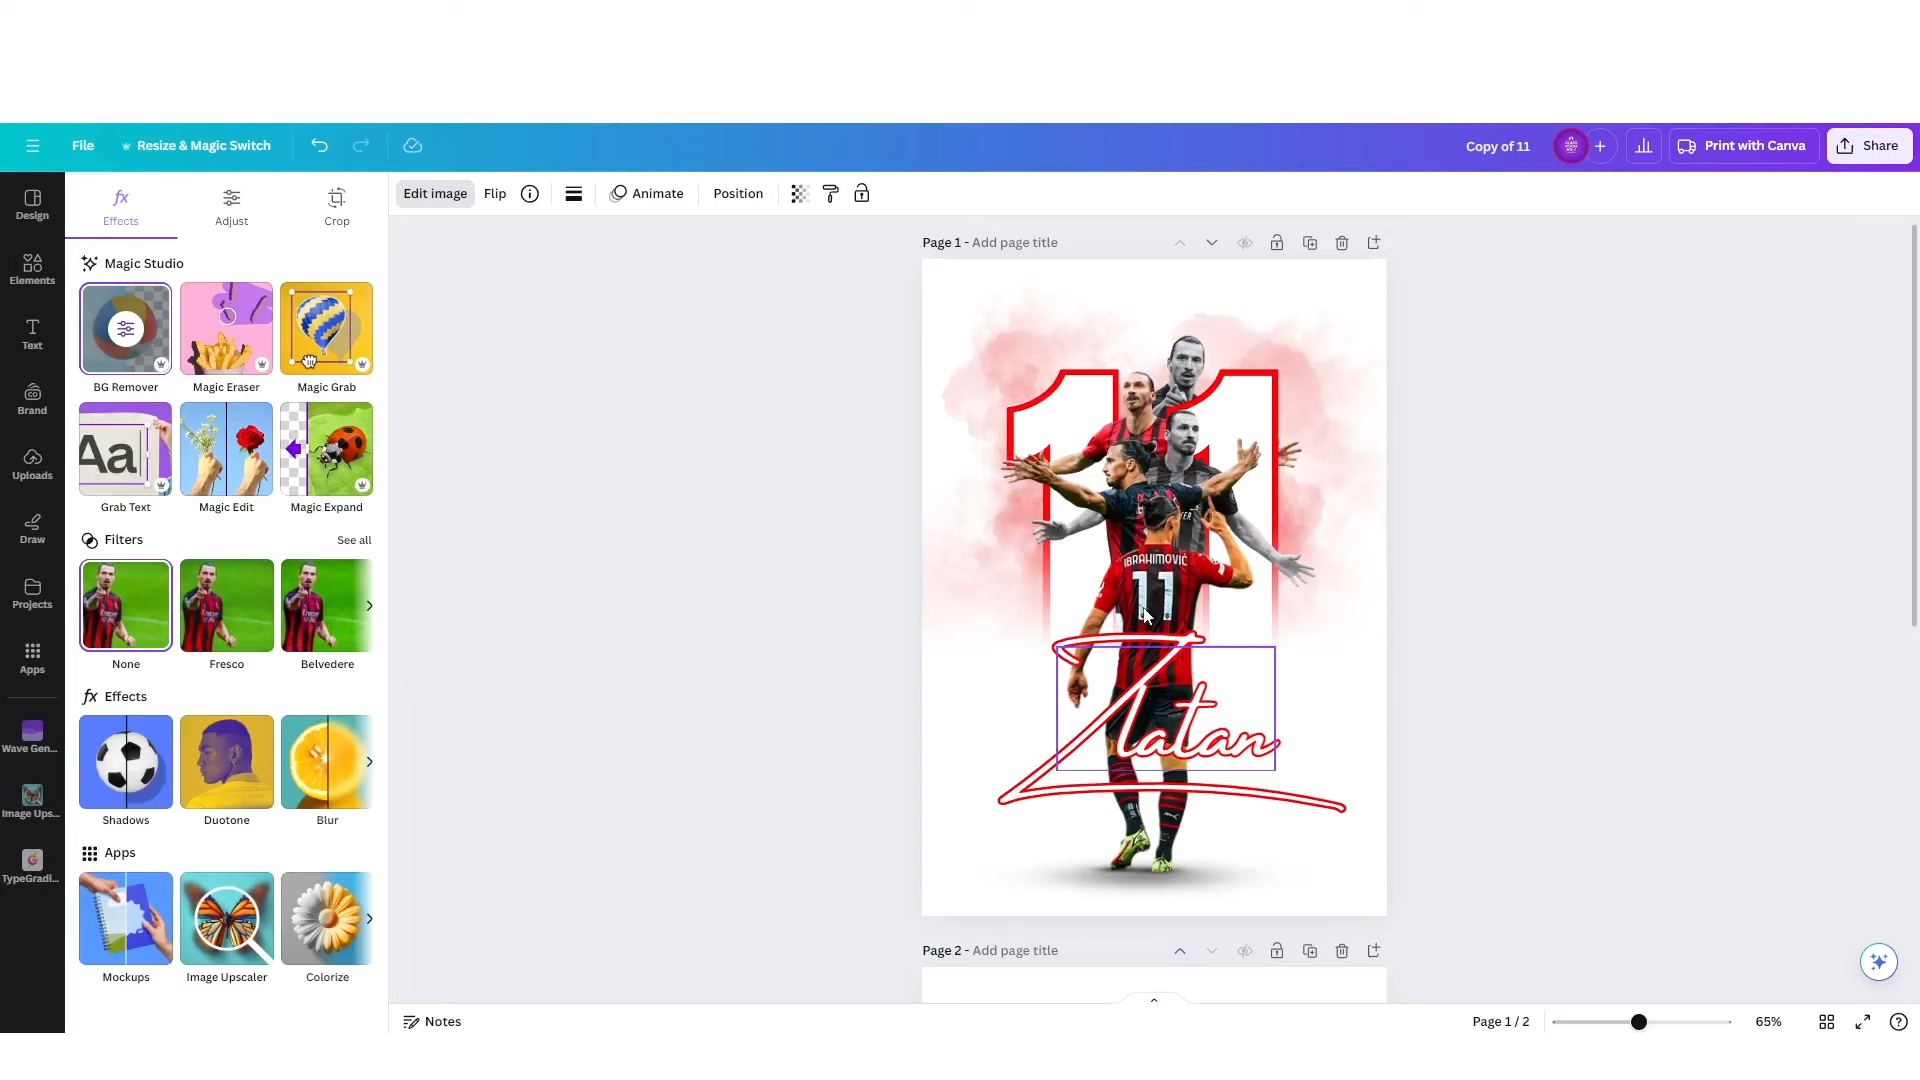 File
Resize & Magic Switch
Copy of 11
Print with Canva
Share
Design
Elements
Text
Brand
Uploads
Draw
Projects
Apps
Wave Gen...
Image Ups...
TypeGradi...
Effects
Adjust
Crop
Magic Studio
BG Remover
Magic Eraser
Magic Grab
Aa
Grab Text
Magic Edit
Magic Expand
Filters
See all
None
Fresco
Belvedere
fx Effects
Shadows
Duotone
Blur
Apps
Mockups
Image Upscaler
Colorize
Edit image
Flip
Animate
Position
Page 1 - Add page title
11
IBRAHIMOVIĆ
11
Zlatan
Page 2 - Add page title
Notes
Page 1 / 2
65%